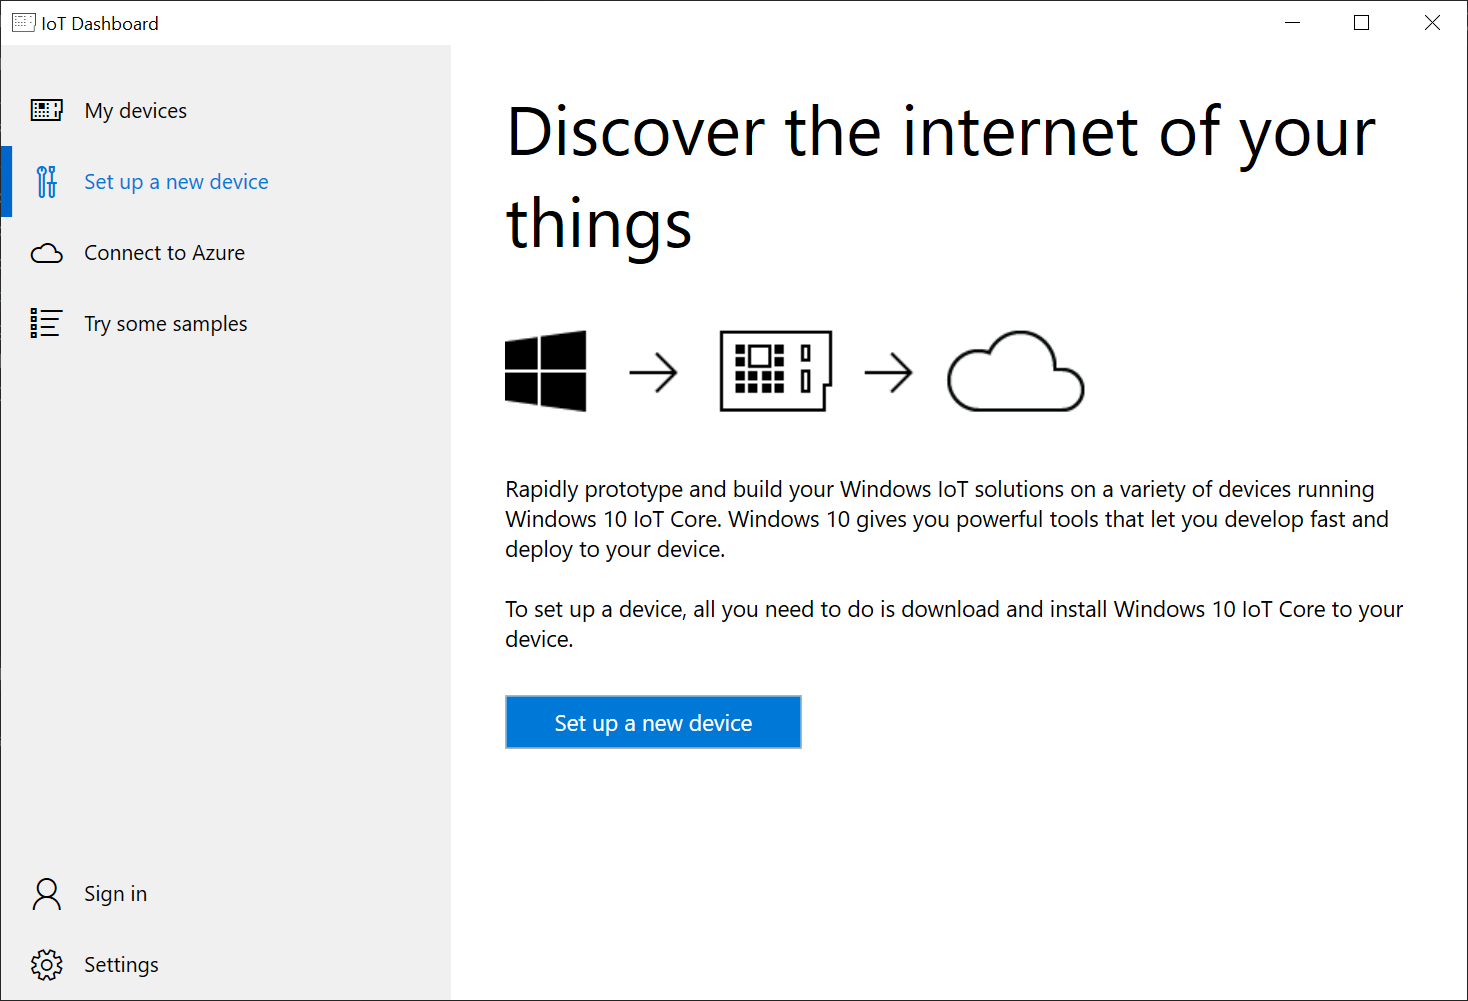 IoT Dashboard
My devices
Set up a new device
Connect to Azure
Try some samples
Sign in
Settings
Discover the internet of your
things
Rapidly prototype and build your Windows IoT solutions on a variety of devices running
Windows 10 IoT Core. Windows 10 gives you powerful tools that let you develop fast and
deploy to your device.
To set up a device, all you need to do is download and install Windows 10 IoT Core to your
device.
Set up a new device